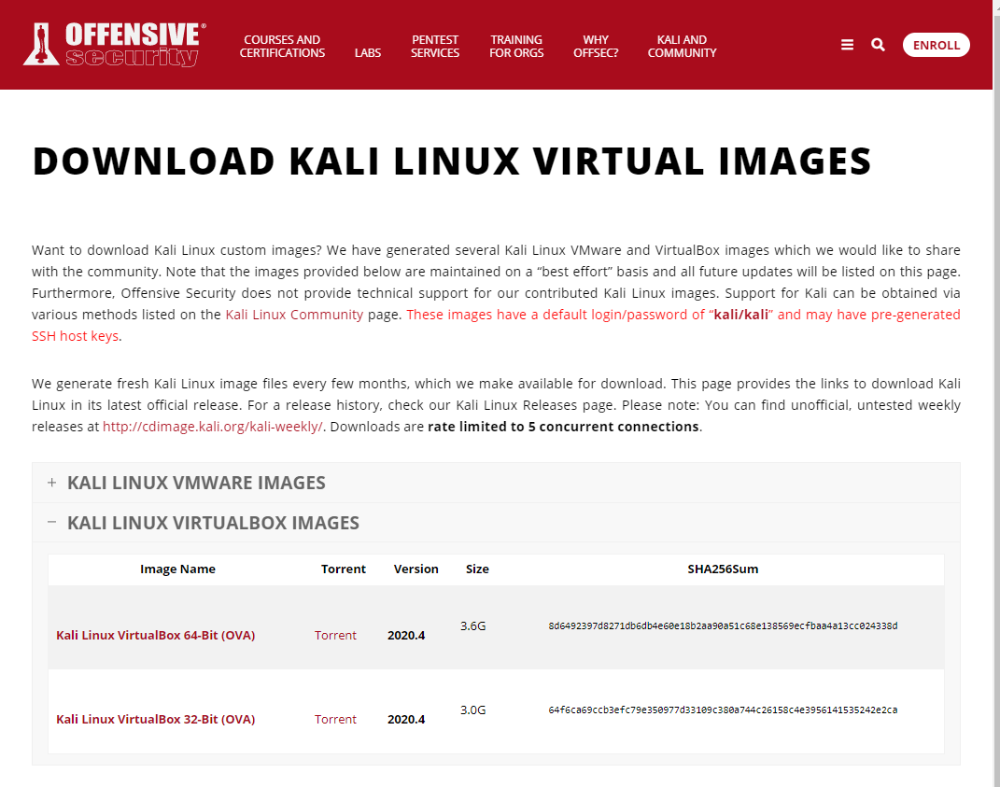 OFFENSIVE®
security
COURSES AND
CERTIFICATIONS
LABS
PENTEST
SERVICES
TRAINING
FOR ORGS
WHY
OFFSEC?
KALI AND
COMMUNITY
ENROLL
DOWNLOAD KALI LINUX VIRTUAL IMAGES
Want to download Kali Linux custom images? We have generated several Kali Linux VMware and VirtualBox images which we would like to share
with the community. Note that the images provided below are maintained on a “best effort” basis and all future updates will be listed on this page.
Furthermore, Offensive Security does not provide technical support for our contributed Kali Linux images. Support for Kali can be obtained via
various methods listed on the Kali Linux Community page. These images have a default login/password of “kali/kali” and may have pre-generated
SSH host keys.
We generate fresh Kali Linux image files every few months, which we make available for download. This page provides the links to download Kali
Linux in its latest official release. For a release history, check our Kali Linux Releases page. Please note: You can find unofficial, untested weekly
releases at http://cdimage.kali.org/kali-weekly/. Downloads are rate limited to 5 concurrent connections.
+ KALI LINUX VMWARE IMAGES
− KALI LINUX VIRTUALBOX IMAGES
Image Name Torrent Version Size SHA256Sum
Kali Linux VirtualBox 64-Bit (OVA) Torrent 2020.4 3.6G 8d6492397d8271db6db4e60e18b2aa90a51c68e138569ecfbaa4a13cc024338d
Kali Linux VirtualBox 32-Bit (OVA) Torrent 2020.4 3.0G 64f6ca69ccb3efc79e350977d33109c380a744c26158c4e3956141535242e2ca